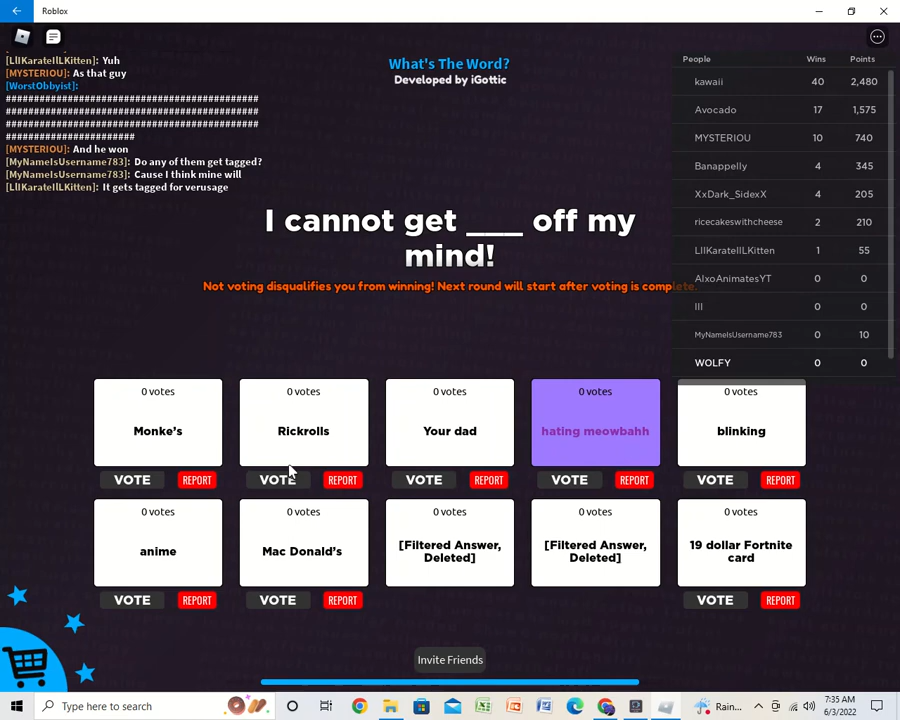 Roblox
[LlIKarateIlLKitten]: Yuh
[MYSTERIOU]: As that guy
[WorstObbyist]:
#############################################
#############################################
#############################################
#######################
[MYSTERIOU]: And he won
[MyNameIsUsername783]: Do any of them get tagged?
[MyNameIsUsername783]: Cause I think mine will
[LlIKarateIlLKitten]: It gets tagged for verusage
What's The Word?
Developed by iGottic
People Wins Points
kawaii 40 2,480
Avocado 17 1,575
MYSTERIOU 10 740
Banappelly 4 345
XxDark_SidexX 4 205
ricecakeswithcheese 2 210
LlIKarateIlLKitten 1 55
AlxoAnimatesYT 0 0
III 0 0
MyNameIsUsername783 0 10
WOLFY 0 0
I cannot get ___ off my
mind!
Not voting disqualifies you from winning! Next round will start after voting is complete.
0 votes 0 votes 0 votes 0 votes 0 votes
Monke's Rickrolls Your dad hating meowbahh blinking
VOTE REPORT VOTE REPORT VOTE REPORT VOTE REPORT VOTE REPORT
0 votes 0 votes 0 votes 0 votes 0 votes
anime Mac Donald's [Filtered Answer, Deleted] [Filtered Answer, Deleted] 19 dollar Fortnite card
VOTE REPORT VOTE REPORT VOTE REPORT
Invite Friends
Type here to search
Rain...
7:35 AM
6/3/2022